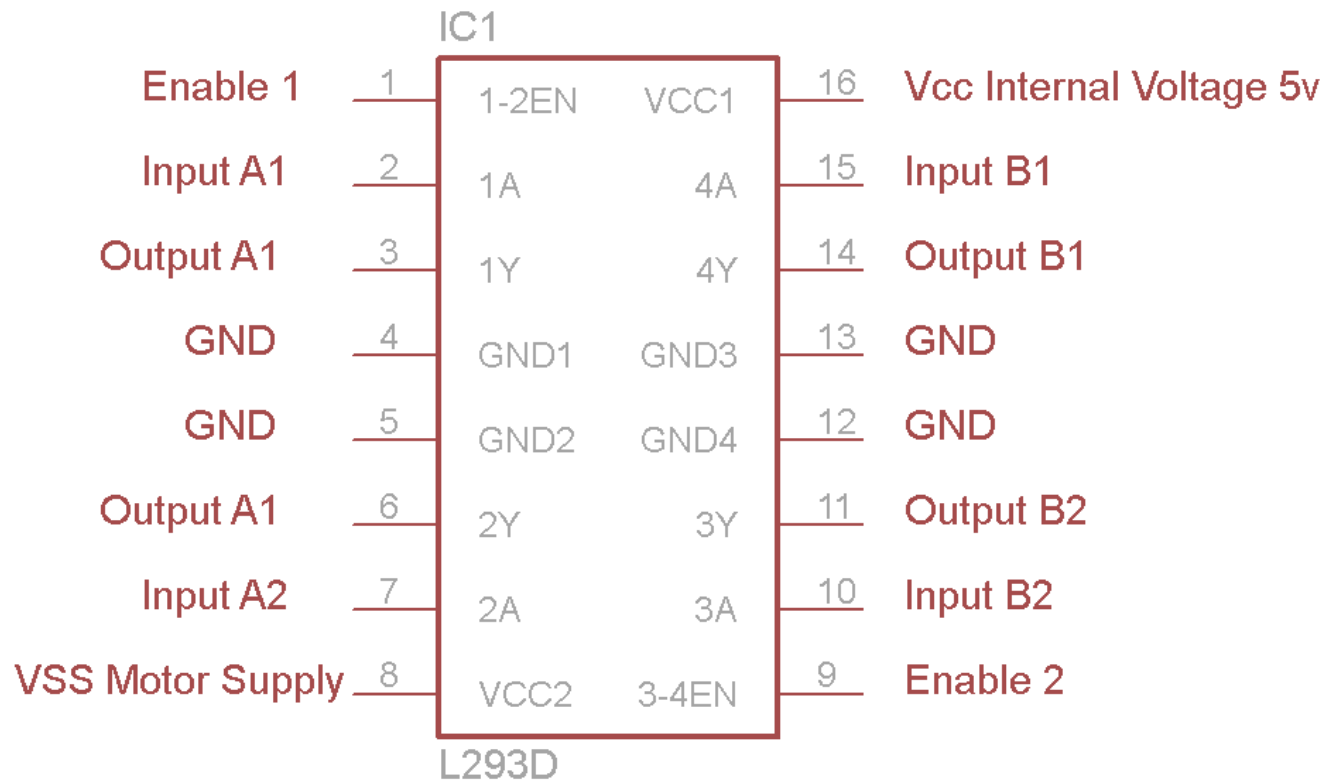 IC1
Enable 1 1 1-2EN VCC1 16 Vcc Internal Voltage 5v
Input A1 2 1A 4A 15 Input B1
Output A1 3 1Y 4Y 14 Output B1
GND 4 GND1 GND3 13 GND
GND 5 GND2 GND4 12 GND
Output A1 6 2Y 3Y 11 Output B2
Input A2 7 2A 3A 10 Input B2
VSS Motor Supply 8 VCC2 3-4EN 9 Enable 2
L293D